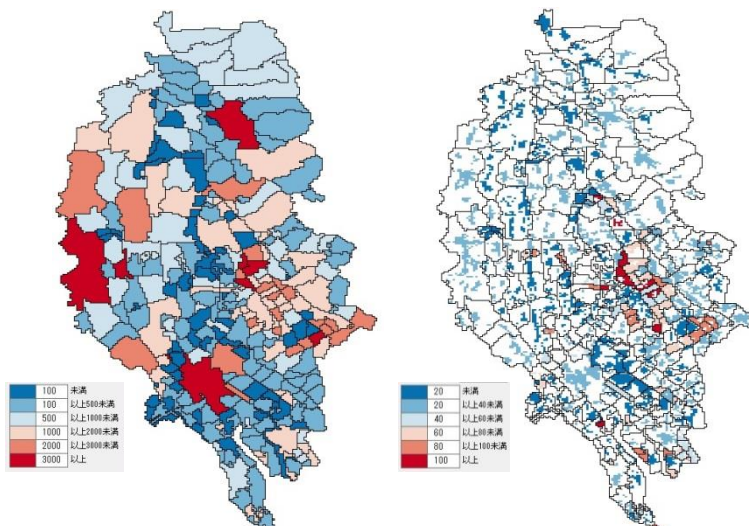 100 未満
100 以上500未満
500 以上1000未満
1000 以上2000未満
2000 以上3000未満
3000 以上
20 未満
20 以上40未満
40 以上60未満
60 以上80未満
80 以上100未満
100 以上